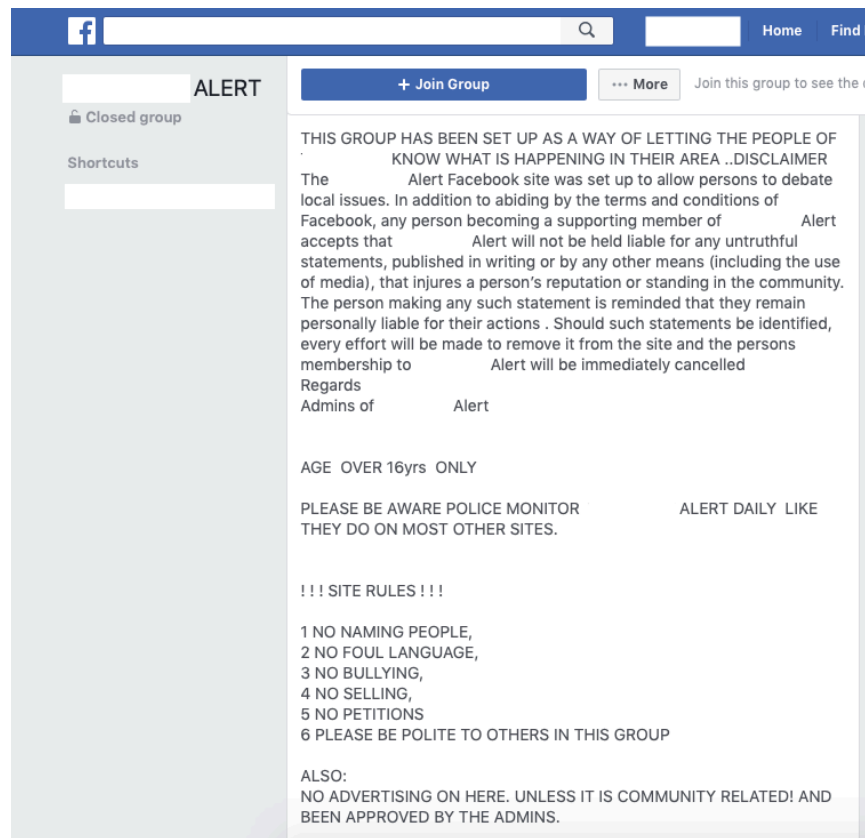 f
Home Find
ALERT
Closed group
Shortcuts
+ Join Group
··· More
Join this group to see the
THIS GROUP HAS BEEN SET UP AS A WAY OF LETTING THE PEOPLE OF
KNOW WHAT IS HAPPENING IN THEIR AREA ..DISCLAIMER
The Alert Facebook site was set up to allow persons to debate
local issues. In addition to abiding by the terms and conditions of
Facebook, any person becoming a supporting member of Alert
accepts that Alert will not be held liable for any untruthful
statements, published in writing or by any other means (including the use
of media), that injures a person's reputation or standing in the community.
The person making any such statement is reminded that they remain
personally liable for their actions . Should such statements be identified,
every effort will be made to remove it from the site and the persons
membership to Alert will be immediately cancelled
Regards
Admins of Alert
AGE OVER 16yrs ONLY
PLEASE BE AWARE POLICE MONITOR ALERT DAILY LIKE
THEY DO ON MOST OTHER SITES.
! ! ! SITE RULES ! ! !
1 NO NAMING PEOPLE,
2 NO FOUL LANGUAGE,
3 NO BULLYING,
4 NO SELLING,
5 NO PETITIONS
6 PLEASE BE POLITE TO OTHERS IN THIS GROUP
ALSO:
NO ADVERTISING ON HERE. UNLESS IT IS COMMUNITY RELATED! AND
BEEN APPROVED BY THE ADMINS.